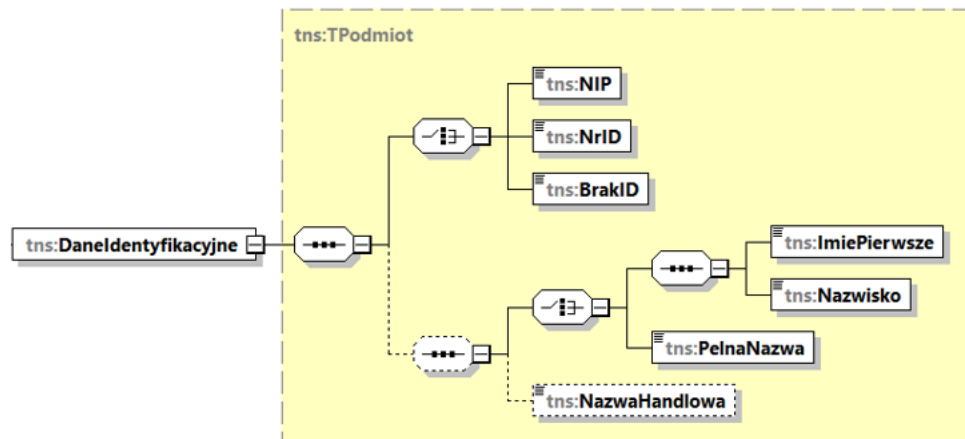 tns:TPodmiot
tns:NIP
tns:NrID
tns:BrakID
tns:DaneIdentyfikacyjne
tns:ImiePierwsze
tns:Nazwisko
tns:PelnaNazwa
tns:NazwaHandlowa